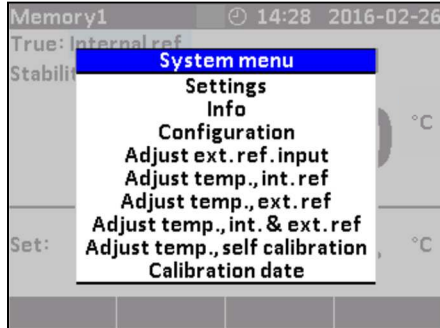 Memory1 14:28 2016-02-26
True: Internal ref
Stabilit
System menu
Settings
Info
Configuration
°C
Adjust ext.ref.input
Adjust temp.,int.ref
Adjust temp.,ext.ref
Adjust temp.,int.& ext.ref
Set: Adjust temp.,self calibration °C
Calibration date